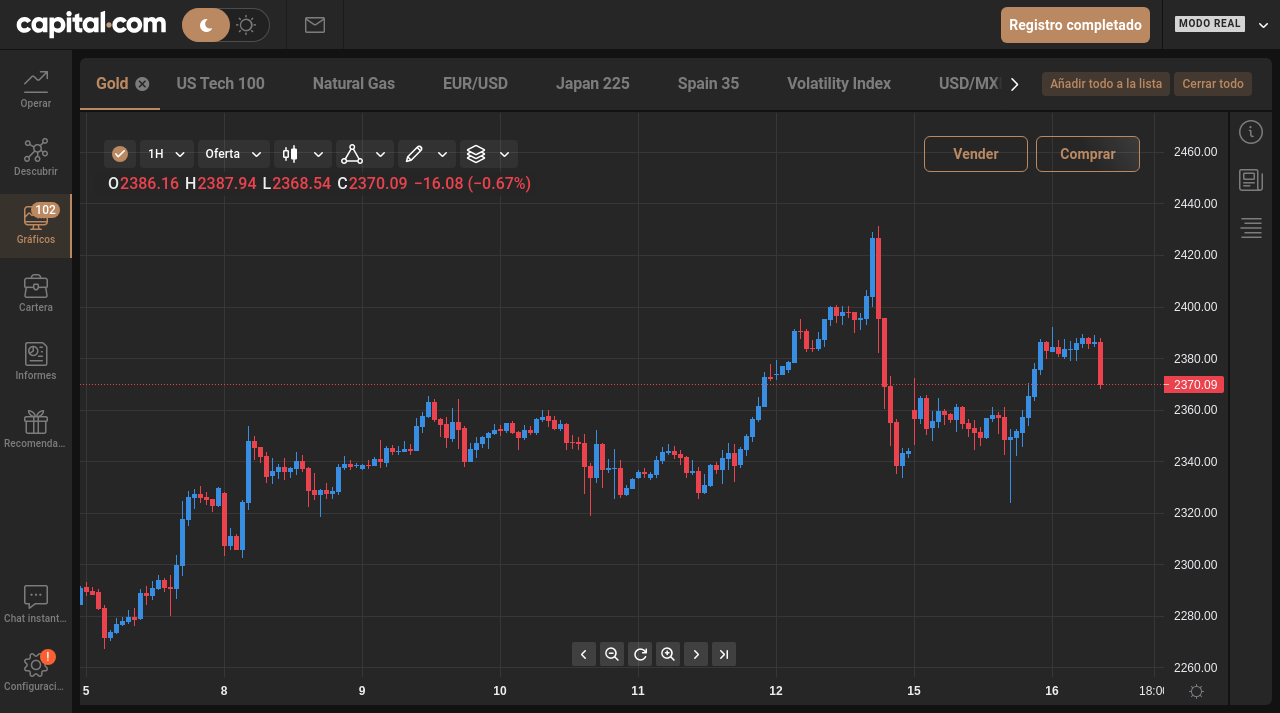 capital.com
Registro completado
MODO REAL
Gold
US Tech 100
Natural Gas
EUR/USD
Japan 225
Spain 35
Volatility Index
USD/MX
Añadir todo a la lista
Cerrar todo
Operar
Descubrir
102
Gráficos
Cartera
Informes
Recomenda...
Chat instant...
!
Configuraci...
1H
Oferta
Vender
Comprar
O2386.16 H2387.94 L2368.54 C2370.09 −16.08 (−0.67%)
2460.00
2440.00
2420.00
2400.00
2380.00
2370.09
2360.00
2340.00
2320.00
2300.00
2280.00
2260.00
5 8 9 10 11 12 15 16 18:00